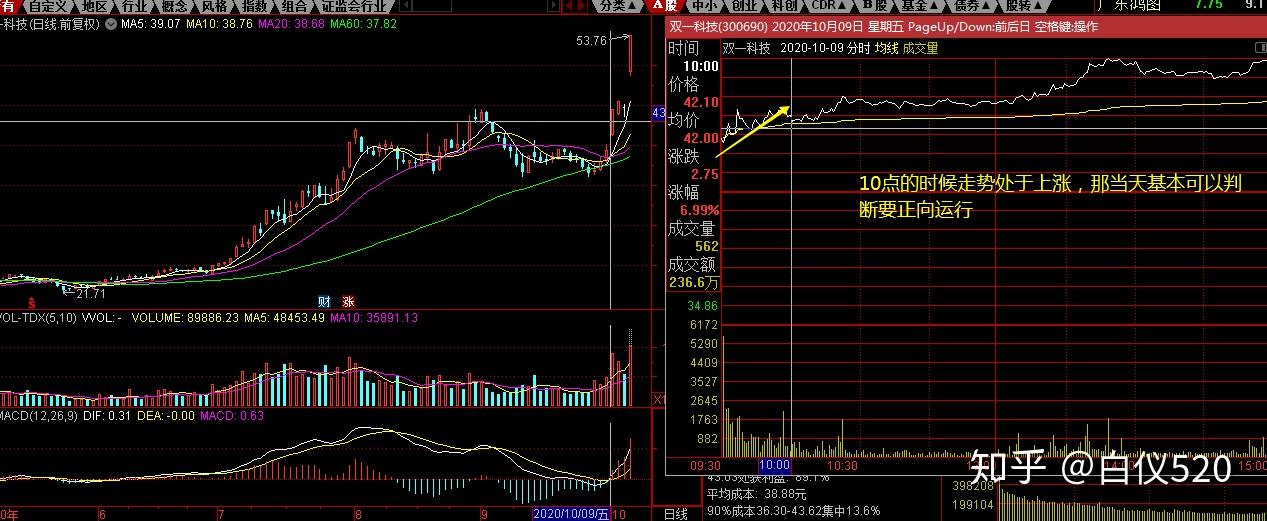 自定义 地区 行业 概念 风格 指数 组合 证监会行业 分类▲ A股 中小 创业 科创 CDR▲ B股 基金▲ 债券▲ 股转▲ 广东鸿图 7.75
科技(日线.前复权) MA5: 39.07 MA10: 38.76 MA20: 38.68 MA60: 37.82
53.76
21.71
财 涨
VOL-TDX(5,10) VVOL: - VOLUME: 89886.23 MA5: 48453.49 MA10: 35891.13
MACD(12,26,9) DIF: 0.31 DEA: -0.00 MACD: 0.63
6 7 8 9 2020/10/09/五 10 日线
双一科技(300690) 2020年10月09日 星期五 PageUp/Down:前后日 空格键:操作
双一科技 2020-10-09 分时 均线 成交量
时间
10:00
价格
42.10
均价
42.00
涨跌
2.75
涨幅
6.99%
成交量
562
成交额
236.6万
34.86
6172
5290
4409
3527
2645
1763
882
10点的时候走势处于上涨，那当天基本可以判
断要正向运行
09:30 10:00 10:30 15:00
平均成本: 38.88元
90%成本36.30-43.62集中13.6%
398208
199104
知乎 @白仪520